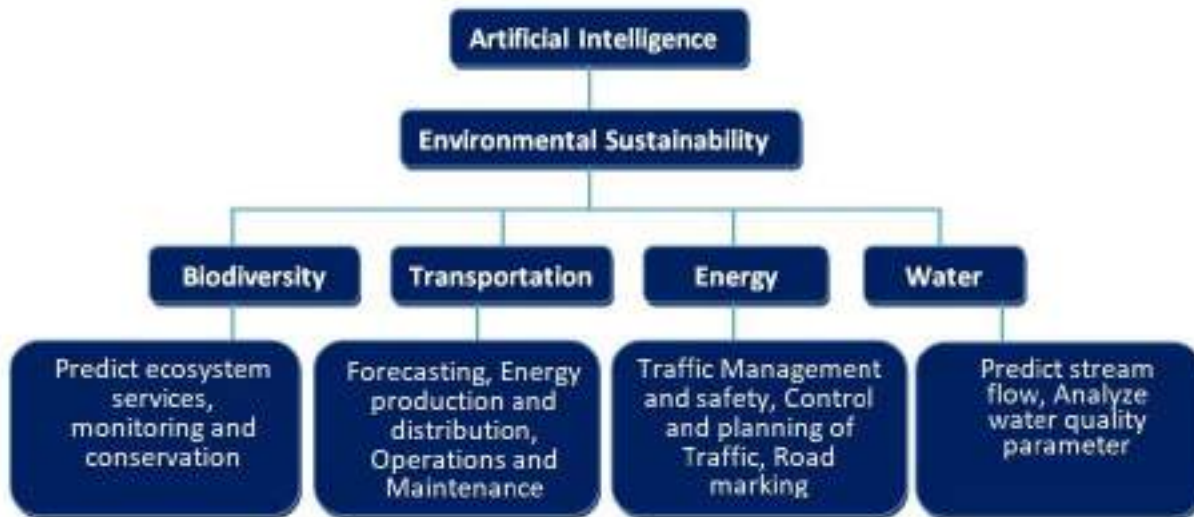 Artificial Intelligence
Environmental Sustainability
Biodiversity
Transportation
Energy
Water
Predict ecosystem
services,
monitoring and
conservation
Forecasting, Energy
production and
distribution,
Operations and
Maintenance
Traffic Management
and safety, Control
and planning of
Traffic, Road
marking
Predict stream
flow, Analyze
water quality
parameter